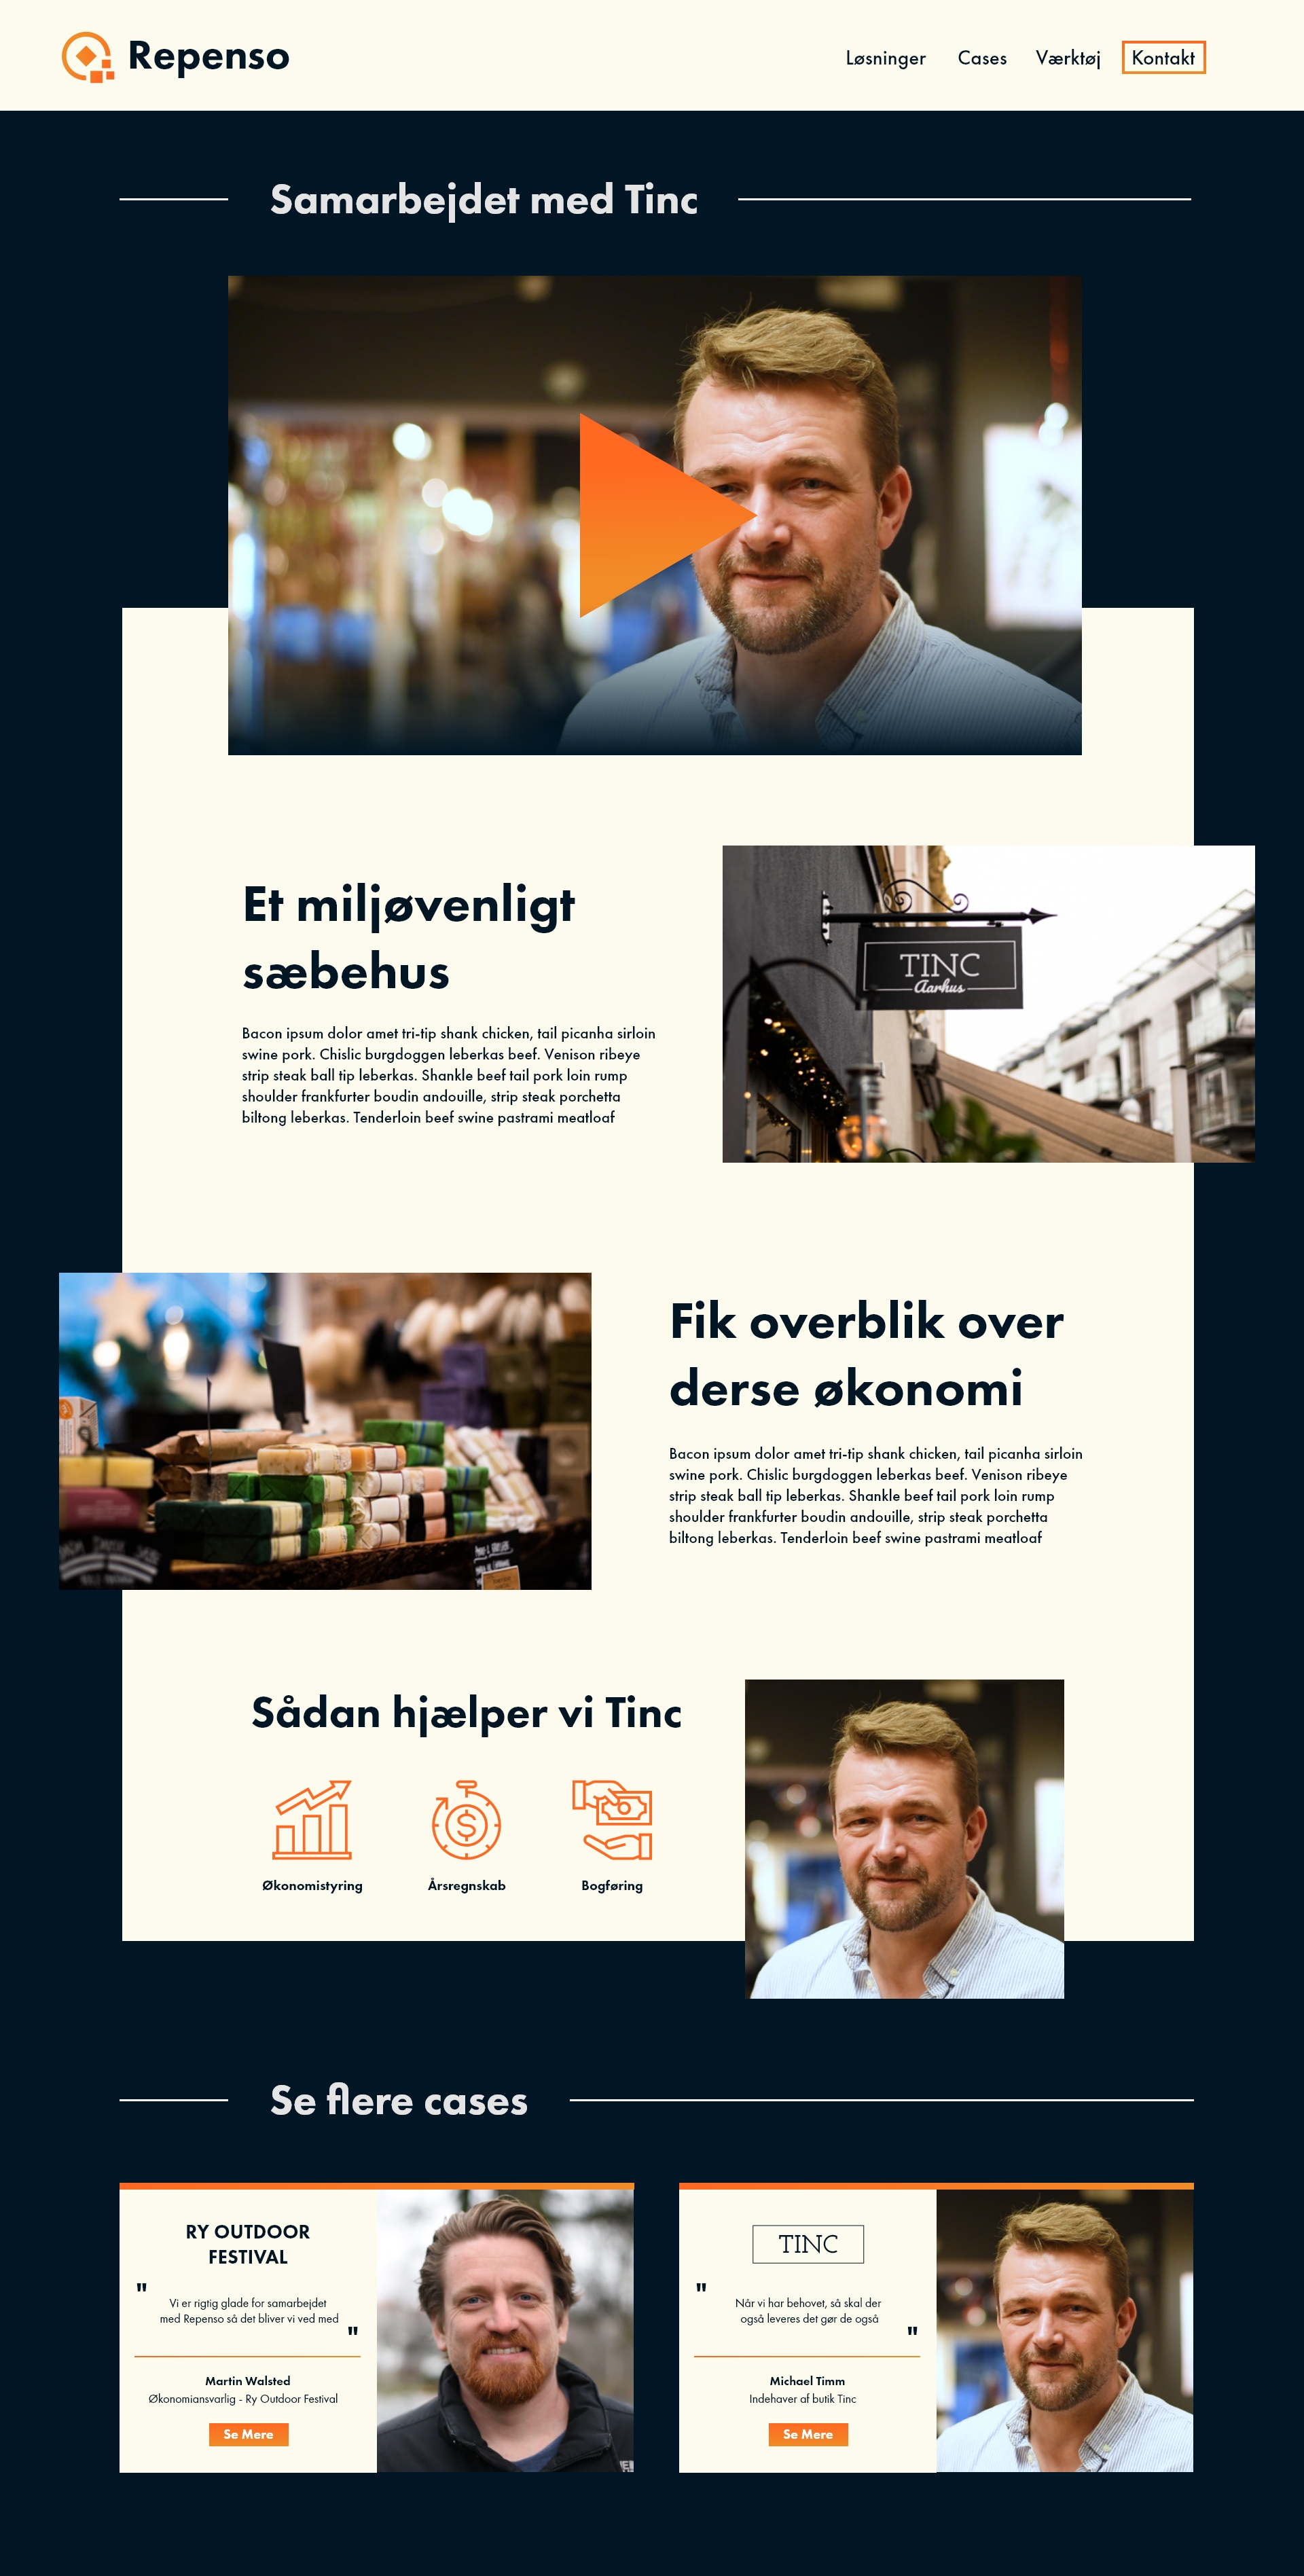 Repenso
Løsninger Cases Værktøj Kontakt
Samarbejdet med Tinc
Et miljøvenligt
sæbehus
Bacon ipsum dolor amet tri-tip shank chicken, tail picanha sirloin
swine pork. Chislic burgdoggen leberkas beef. Venison ribeye
strip steak ball tip leberkas. Shankle beef tail pork loin rump
shoulder frankfurter boudin andouille, strip steak porchetta
biltong leberkas. Tenderloin beef swine pastrami meatloaf
TINC
Aarhus
Fik overblik over
derse økonomi
Bacon ipsum dolor amet tri-tip shank chicken, tail picanha sirloin
swine pork. Chislic burgdoggen leberkas beef. Venison ribeye
strip steak ball tip leberkas. Shankle beef tail pork loin rump
shoulder frankfurter boudin andouille, strip steak porchetta
biltong leberkas. Tenderloin beef swine pastrami meatloaf
Sådan hjælper vi Tinc
Økonomistyring
Årsregnskab
Bogføring
Se flere cases
RY OUTDOOR
FESTIVAL
"
Vi er rigtig glade for samarbejdet
med Repenso så det bliver vi ved med
"
Martin Walsted
Økonomiansvarlig - Ry Outdoor Festival
Se Mere
TINC
"
Når vi har behovet, så skal der
også leveres det gør de også
"
Michael Timm
Indehaver af butik Tinc
Se Mere